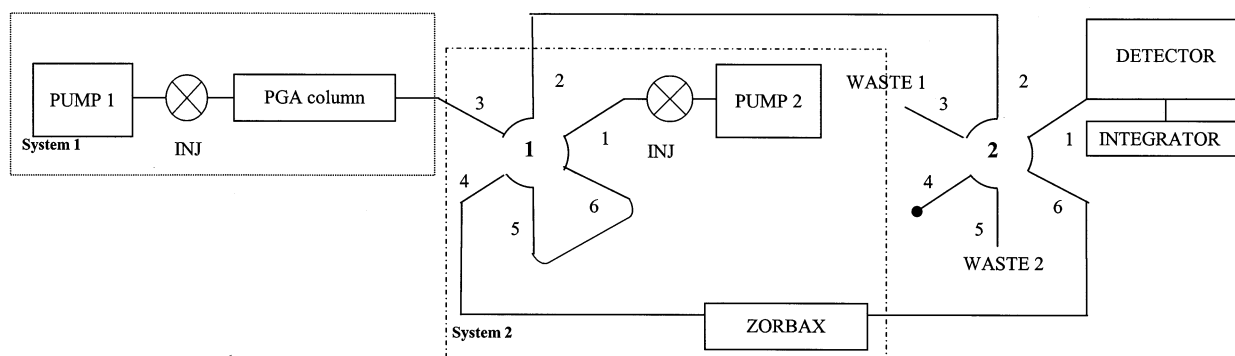 DETECTOR
INTEGRATOR
WASTE 1
PUMP 1
PGA column
PUMP 2
System 1
INJ
INJ
3
2
1
1
4
5
6
3
2
2
1
4
5
6
WASTE 2
System 2
ZORBAX